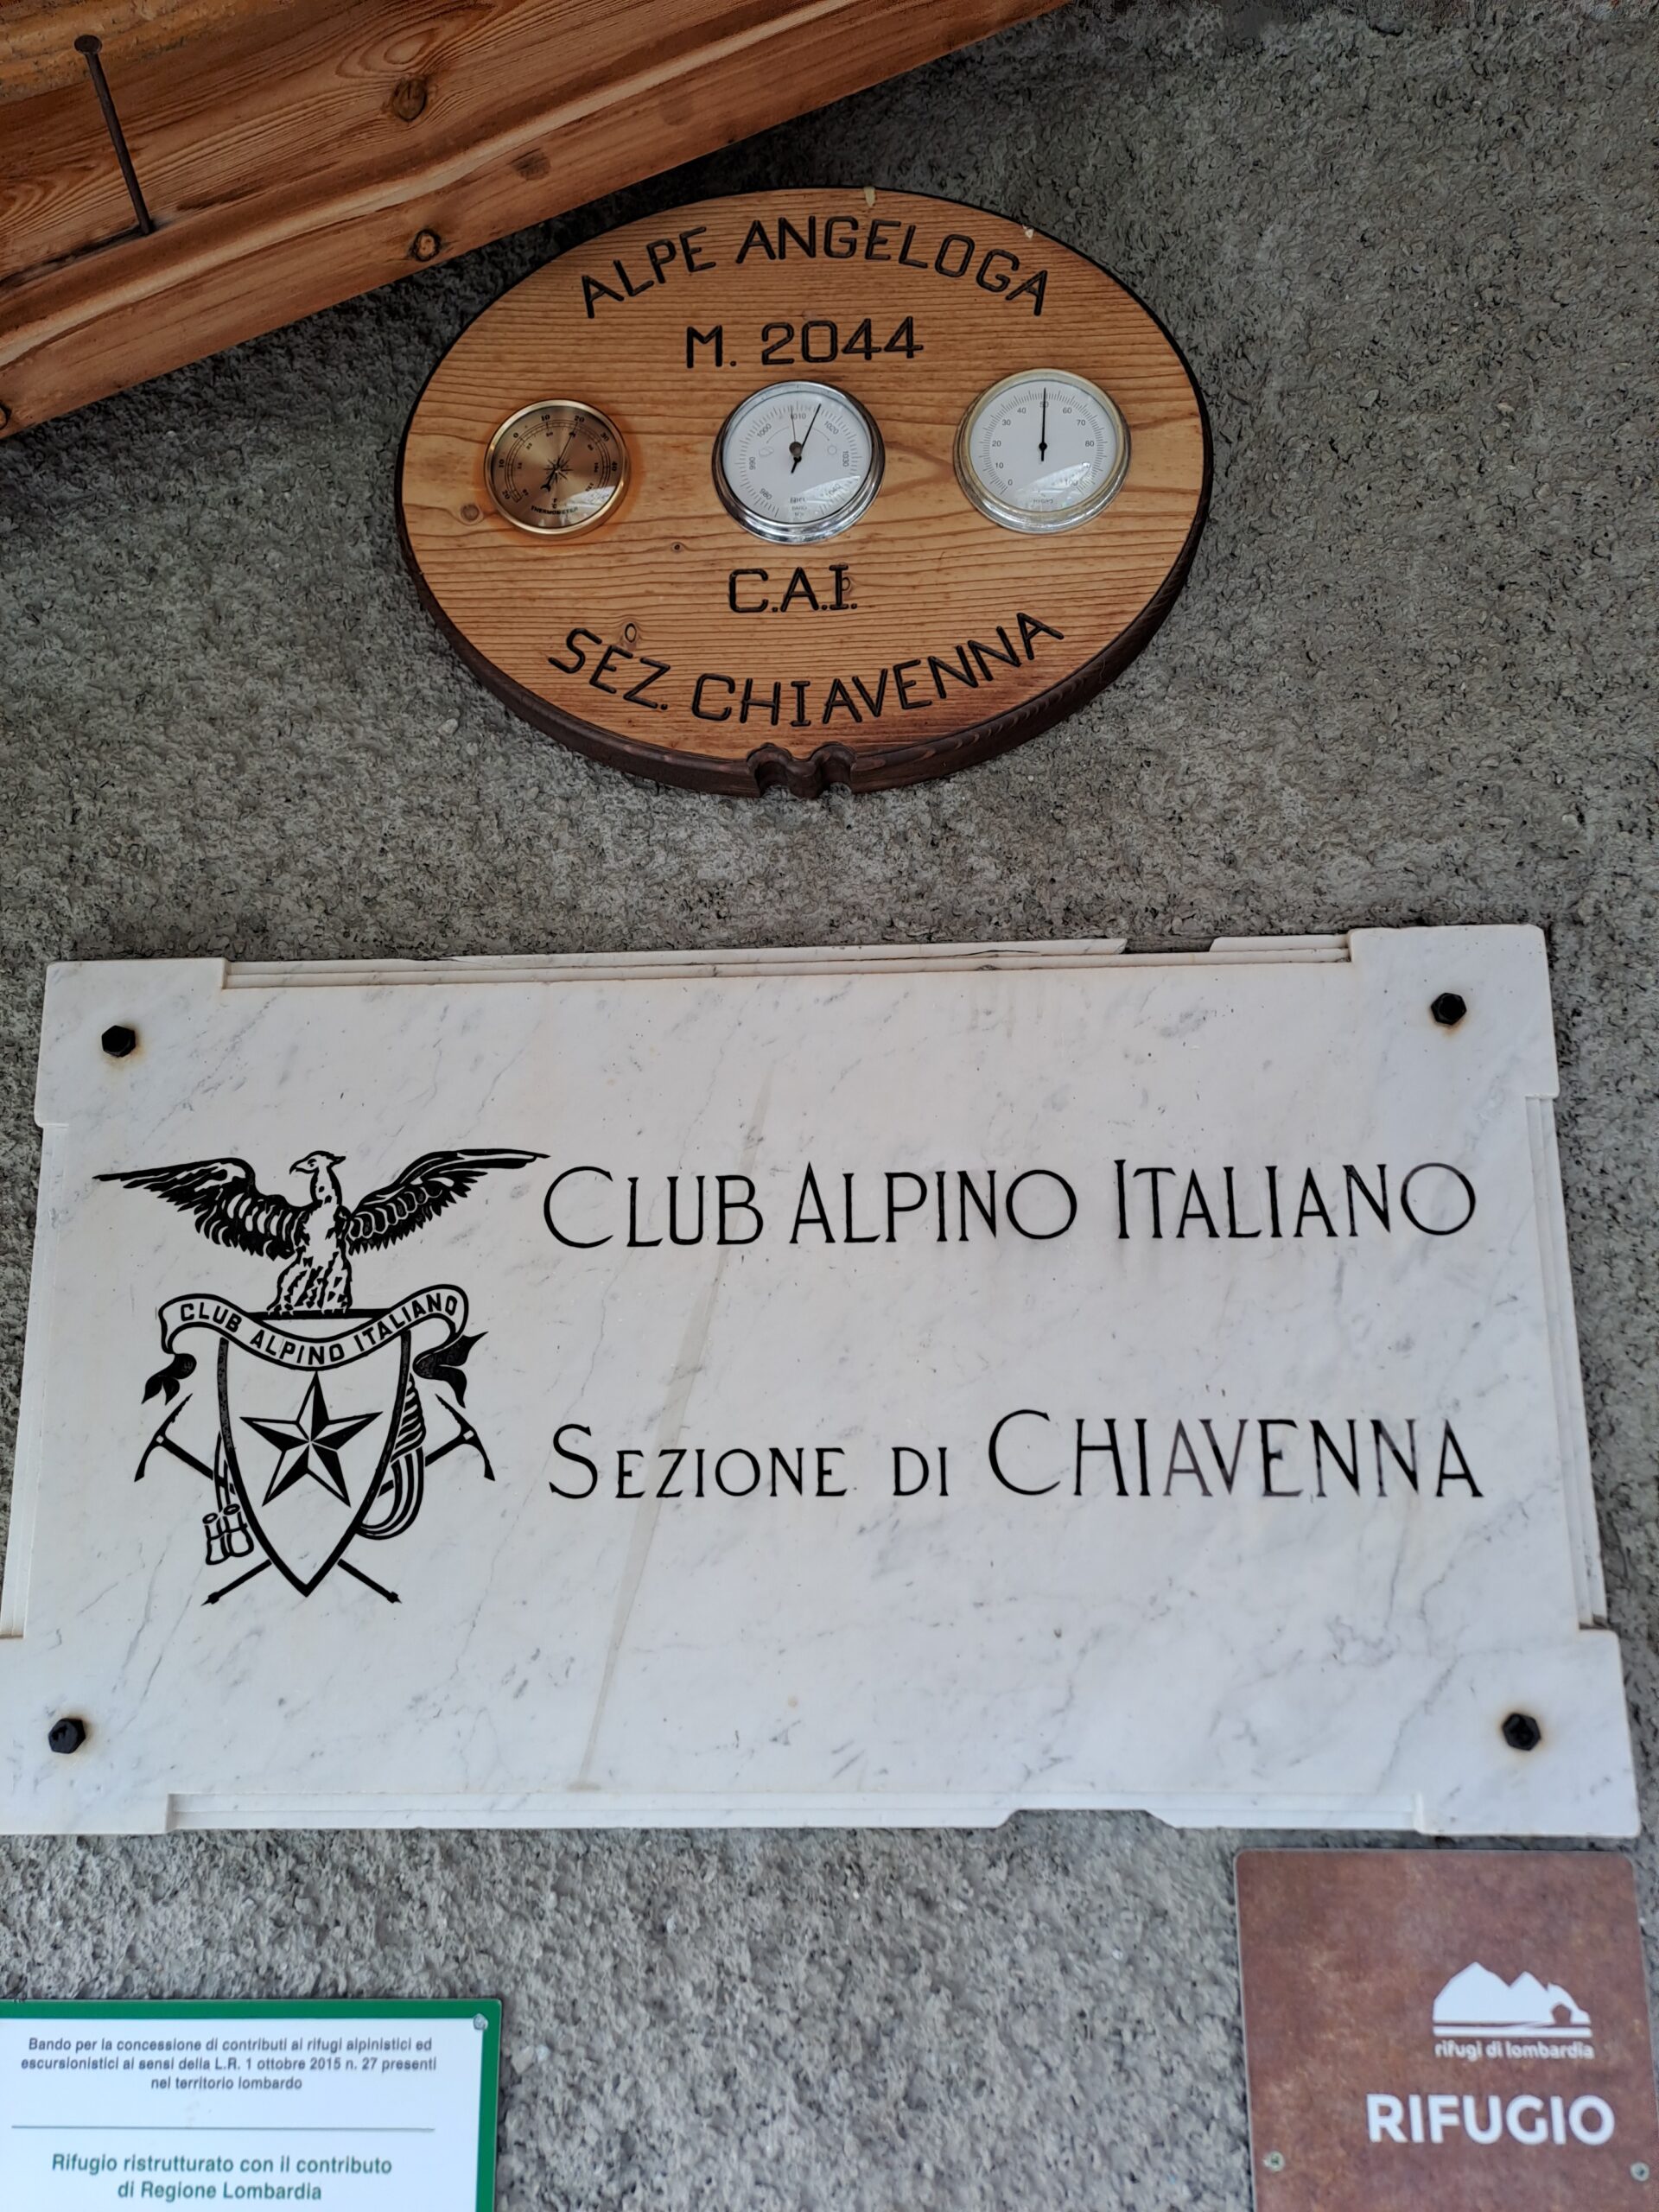 ALPE ANGELOGA
M. 2044
C.A.I.
SEZ. CHIAVENNA
CLUB ALPINO ITALIANO
CLUB ALPINO ITALIANO
SEZIONE DI CHIAVENNA
Bando per la concessione di contributi ai rifugi alpinistici ed
escursionistici ai sensi della L.R. 1 ottobre 2015 n. 27 presenti
nel territorio lombardo
Rifugio ristrutturato con il contributo
di Regione Lombardia
rifugi di lombardia
RIFUGIO